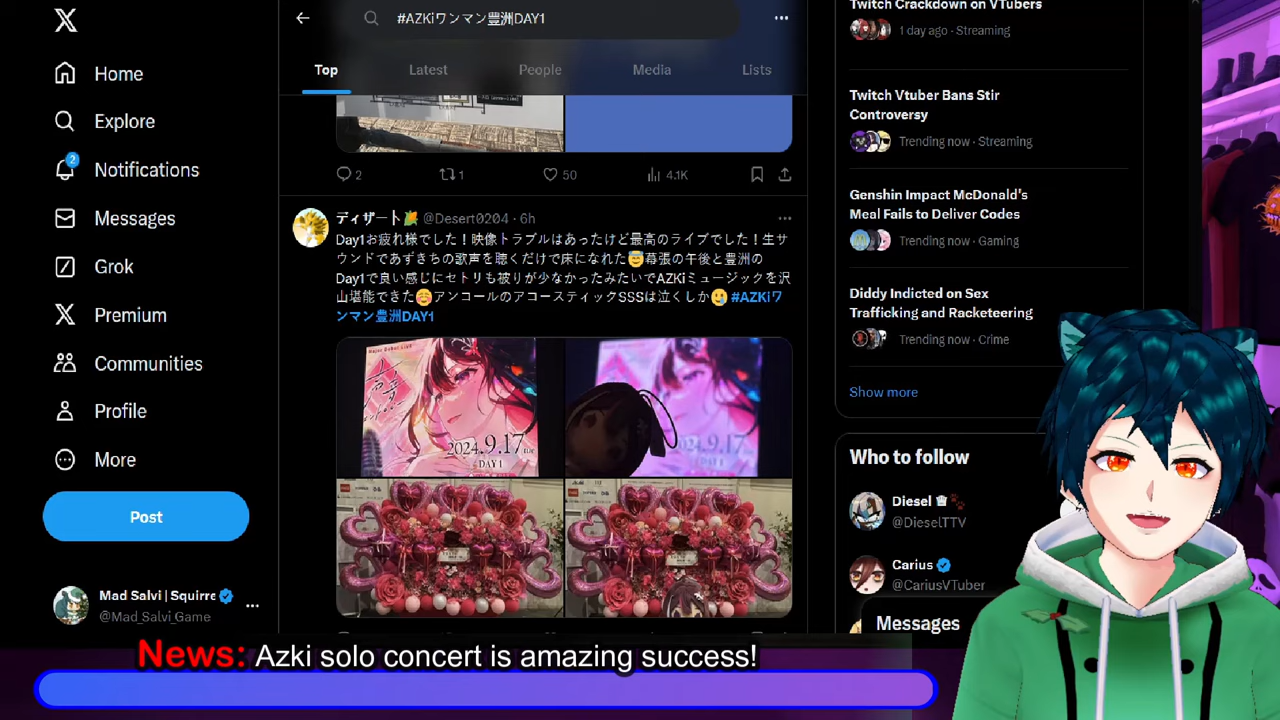 #AZKiワンマン豊洲DAY1
Top
Latest
People
Media
Lists
Home
Explore
2
Notifications
Messages
Grok
Premium
Communities
Profile
More
Post
Mad Salvi | Squirre
@Mad_Salvi_Game
2
1
50
4.1K
ディザート🌽 @Desert0204 · 6h
Day1お疲れ様でした！映像トラブルはあったけど最高のライブでした！生サ
ウンドであずきちの歌声を聴くだけで床になれた😇幕張の午後と豊洲の
Day1で良い感じにセトリも被りが少なかったみたいでAZKiミュージックを沢
山堪能できた☺️アンコールのアコースティックSSSは泣くしか🥲 #AZKiワ
ンマン豊洲DAY1
2024.9.17
DAY1
Twitch Crackdown on VTubers
1 day ago · Streaming
Twitch Vtuber Bans Stir
Controversy
Trending now · Streaming
Genshin Impact McDonald's
Meal Fails to Deliver Codes
Trending now · Gaming
Diddy Indicted on Sex
Trafficking and Racketeering
Trending now · Crime
Show more
Who to follow
Diesel
@DieselTTV
Carius
@CariusVTuber
Messages
News: Azki solo concert is amazing success!